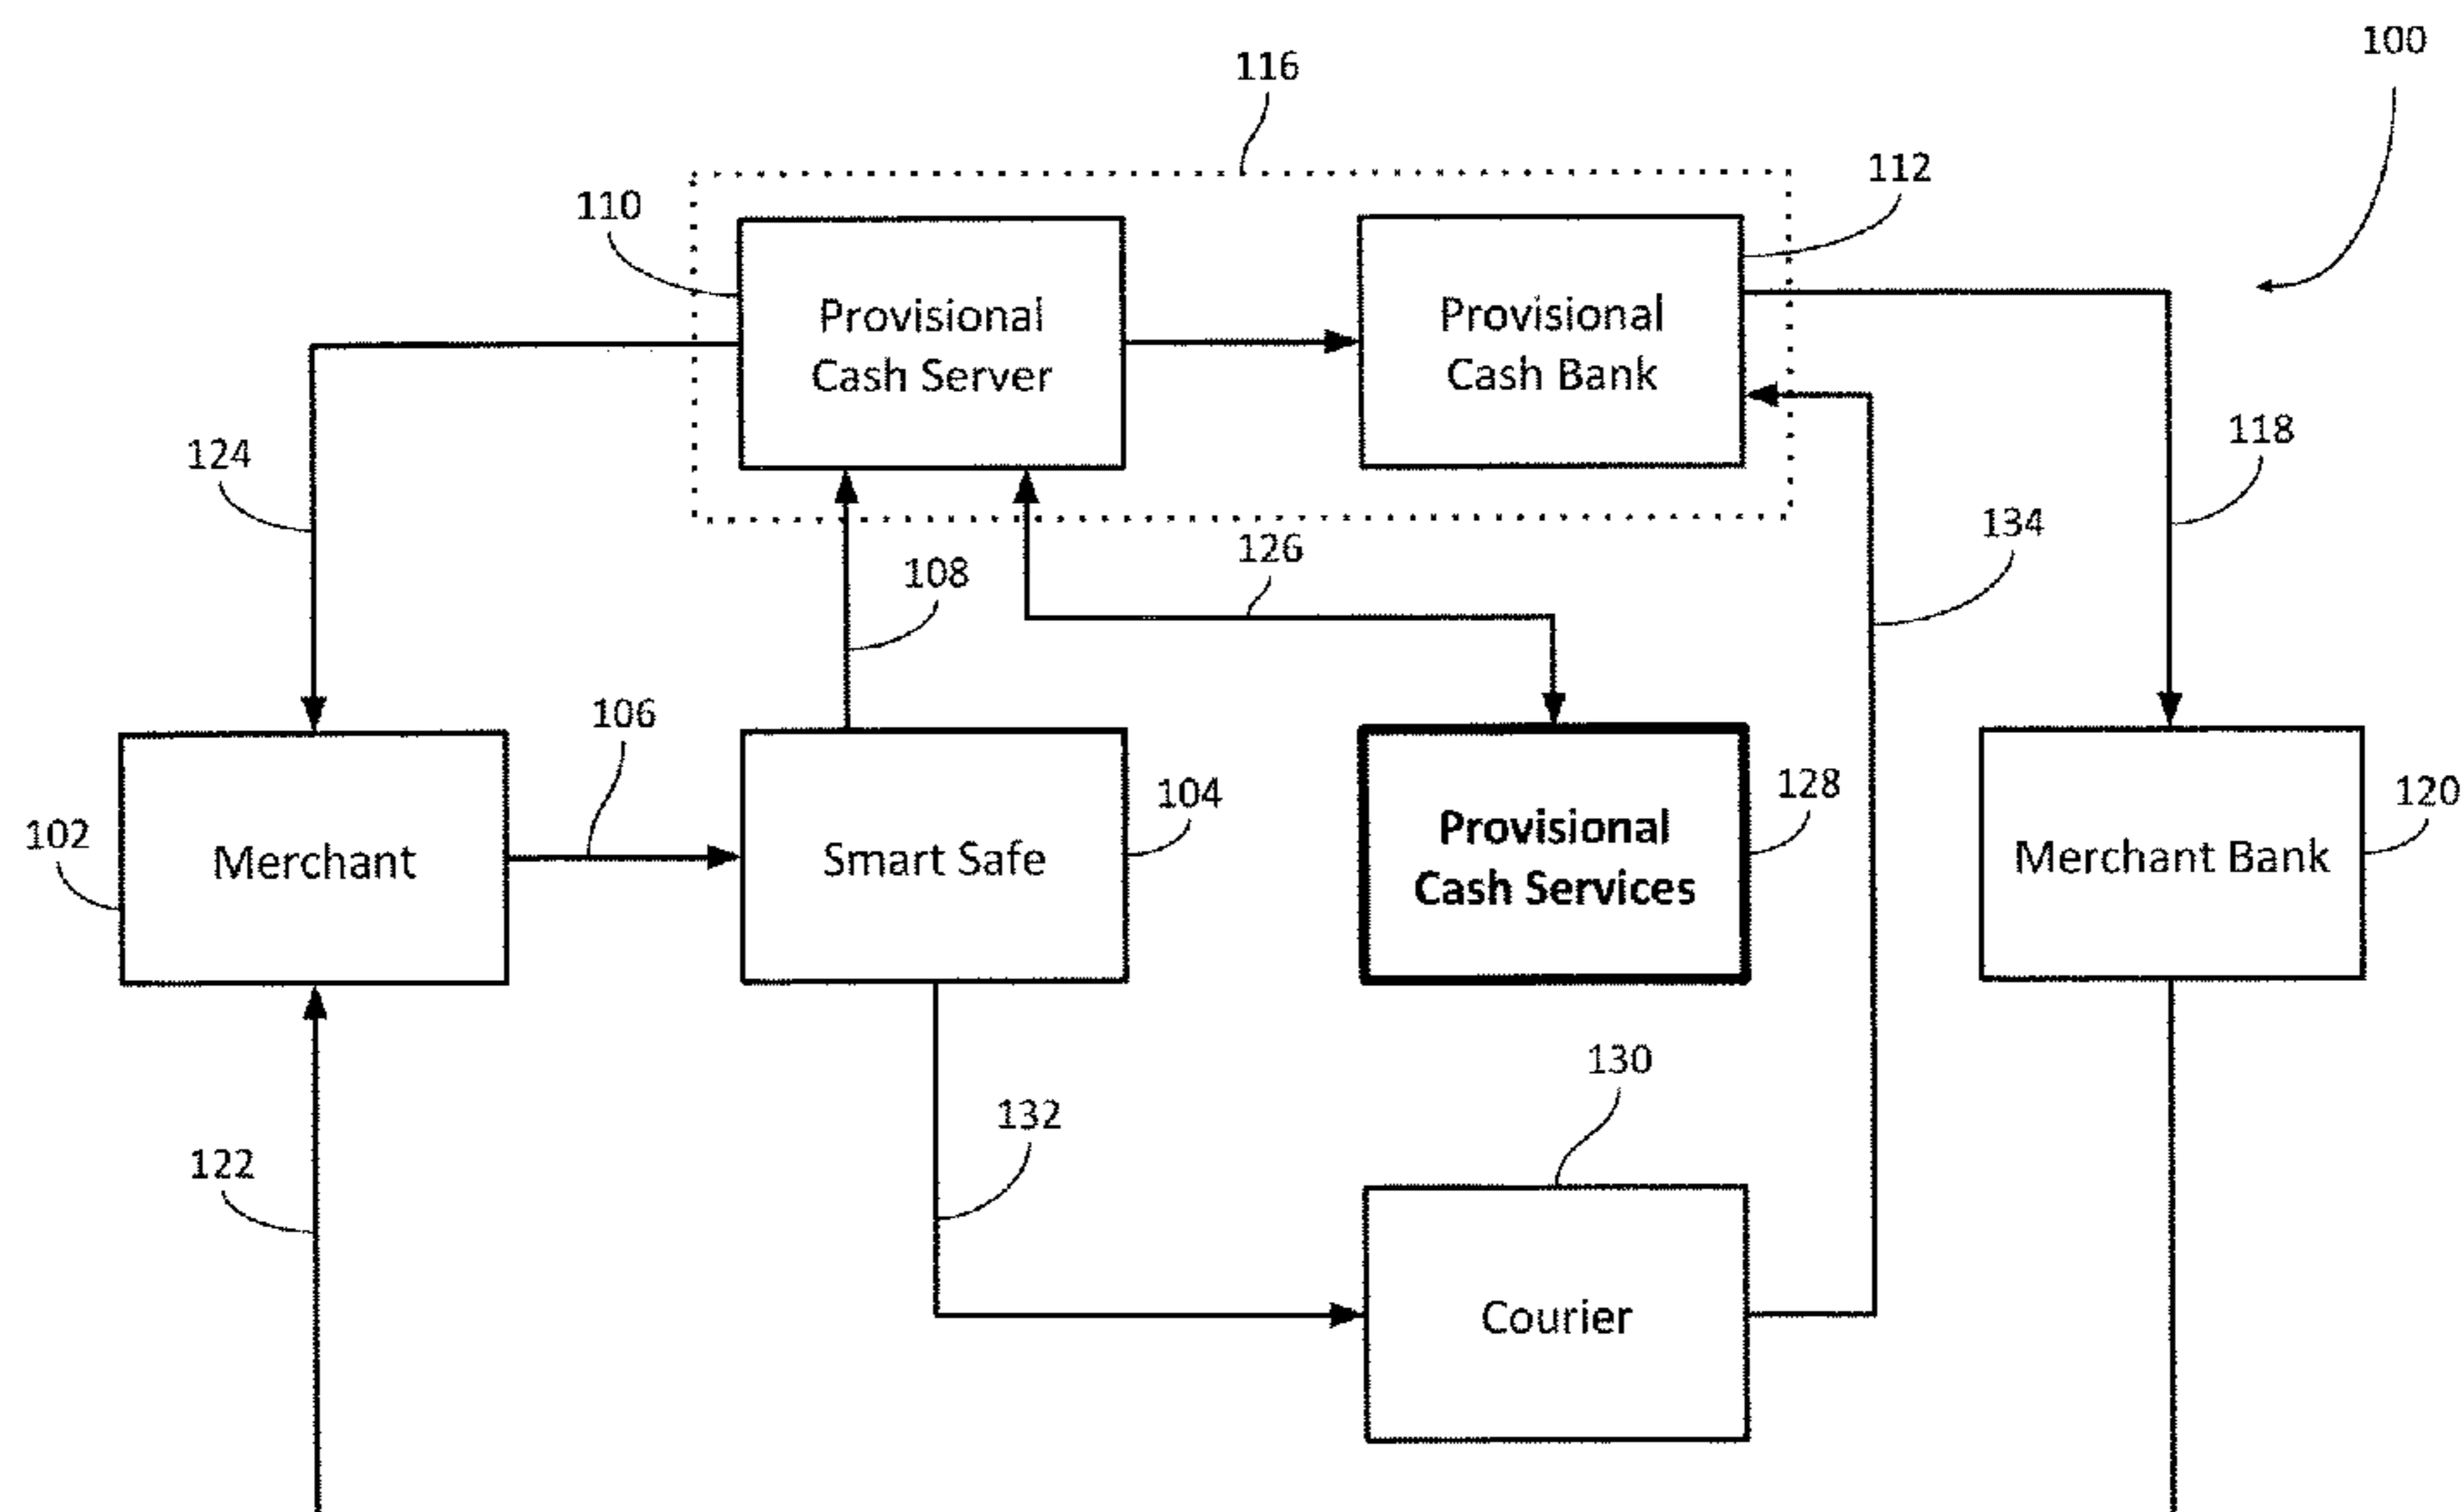 100
116
112
110
Provisional
Cash Server
Provisional
Cash Bank
124
118
134
126
108
106
104
128
120
102
Merchant
Smart Safe
Provisional
Cash Services
Merchant Bank
130
132
122
Courier